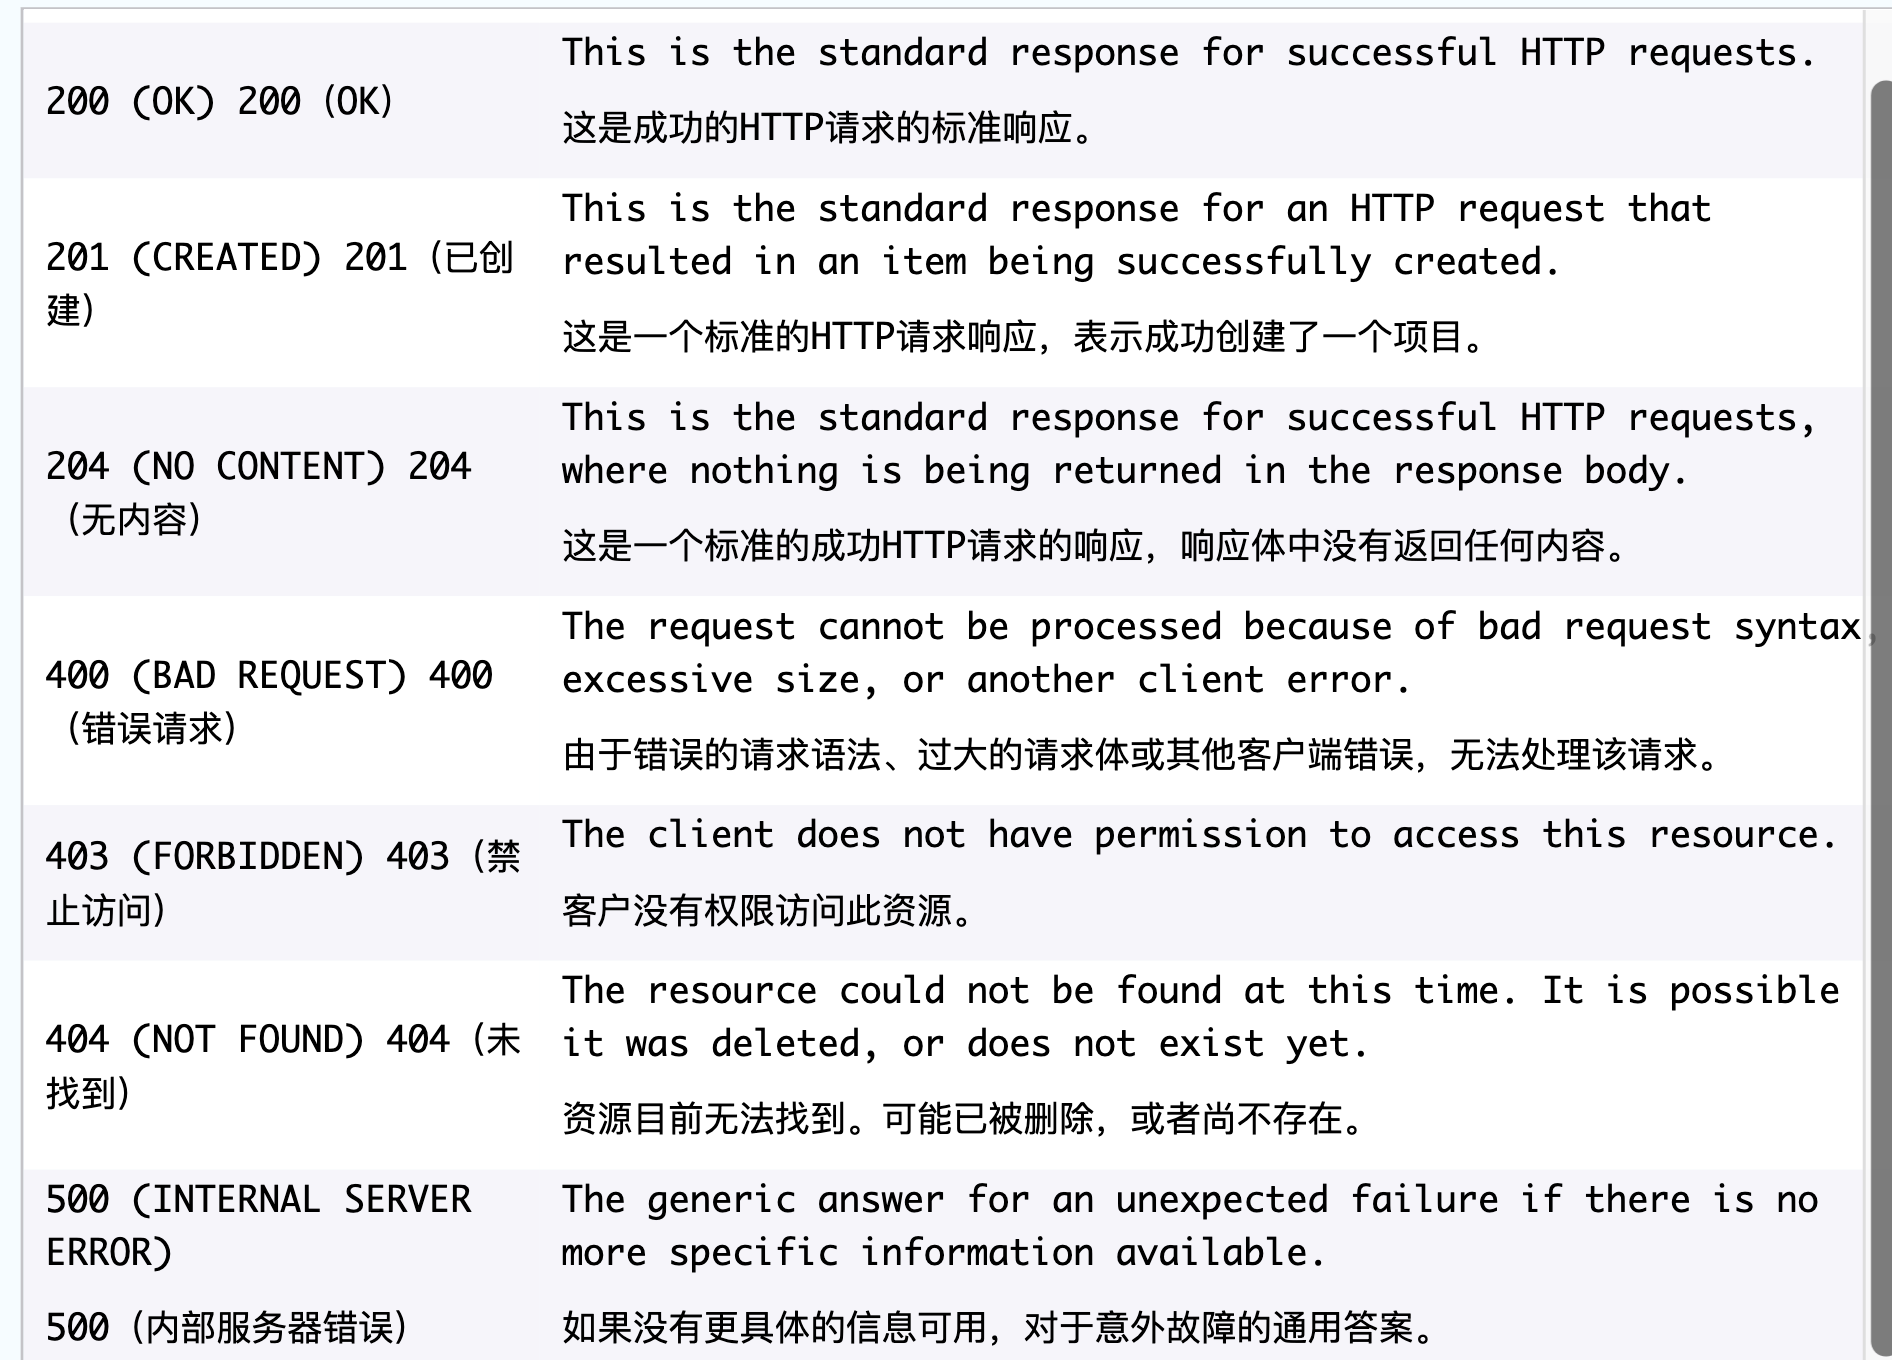 200 (OK) 200（OK）
This is the standard response for successful HTTP requests.
这是成功的HTTP请求的标准响应。
201 (CREATED) 201（已创
建）
This is the standard response for an HTTP request that
resulted in an item being successfully created.
这是一个标准的HTTP请求响应，表示成功创建了一个项目。
204 (NO CONTENT) 204
（无内容）
This is the standard response for successful HTTP requests,
where nothing is being returned in the response body.
这是一个标准的成功HTTP请求的响应，响应体中没有返回任何内容。
400 (BAD REQUEST) 400
（错误请求）
The request cannot be processed because of bad request syntax,
excessive size, or another client error.
由于错误的请求语法、过大的请求体或其他客户端错误，无法处理该请求。
403 (FORBIDDEN) 403（禁
止访问）
The client does not have permission to access this resource.
客户没有权限访问此资源。
404 (NOT FOUND) 404（未
找到）
The resource could not be found at this time. It is possible
it was deleted, or does not exist yet.
资源目前无法找到。可能已被删除，或者尚不存在。
500 (INTERNAL SERVER
ERROR)
500（内部服务器错误）
The generic answer for an unexpected failure if there is no
more specific information available.
如果没有更具体的信息可用，对于意外故障的通用答案。